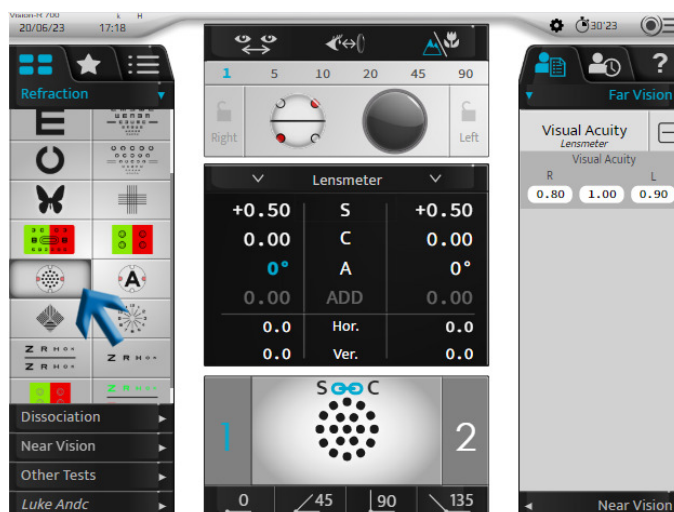 Vision-R 700
20/06/23 17:18
30'23
Refraction
1 5 10 20 45 90
Right
Left
Far Vision
Visual Acuity
Lensmeter
Visual Acuity
R L
0.80 1.00 0.90
Lensmeter
+0.50 S +0.50
0.00 C 0.00
0° A 0°
0.00 ADD 0.00
0.0 Hor. 0.0
0.0 Ver. 0.0
E
A
Z R H
Z R H
Z R H
S C
1 2
0 45 90 135
Dissociation
Near Vision
Other Tests
Luke Andc
Near Vision
?